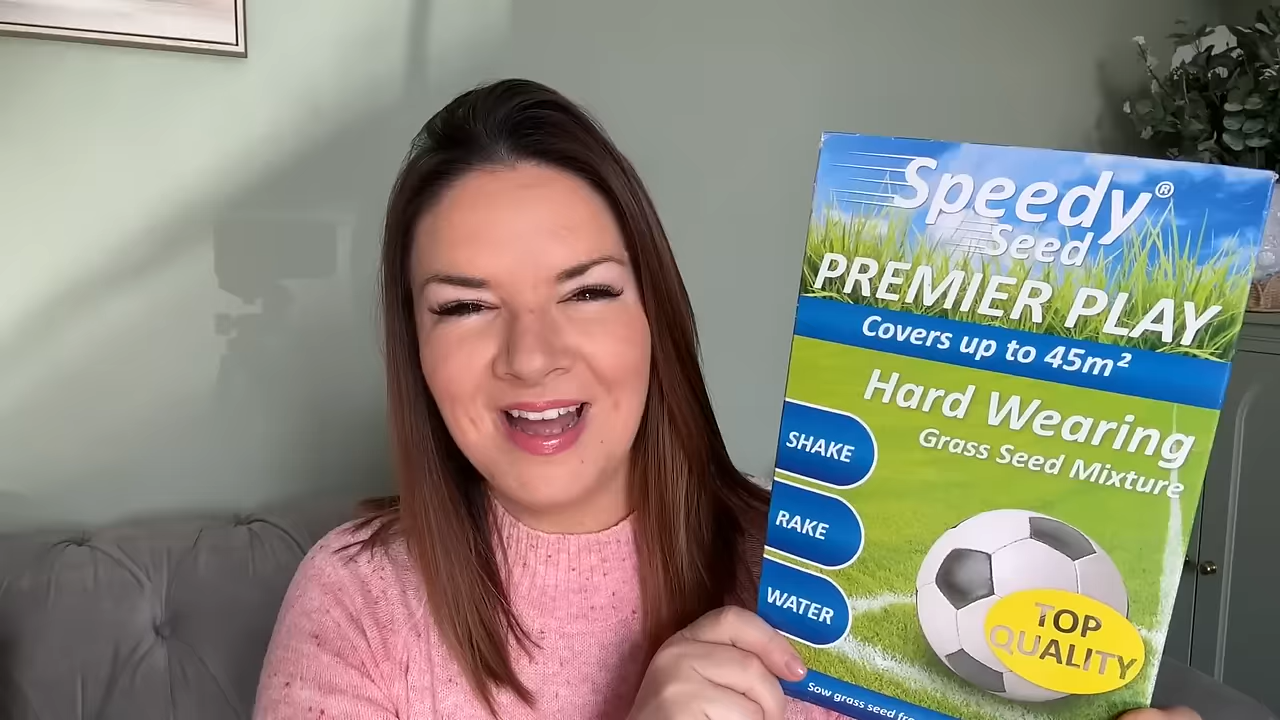 Speedy®
Seed
PREMIER PLAY
Covers up to 45m²
Hard Wearing
Grass Seed Mixture
SHAKE
RAKE
WATER
TOP
QUALITY
Sow grass seed